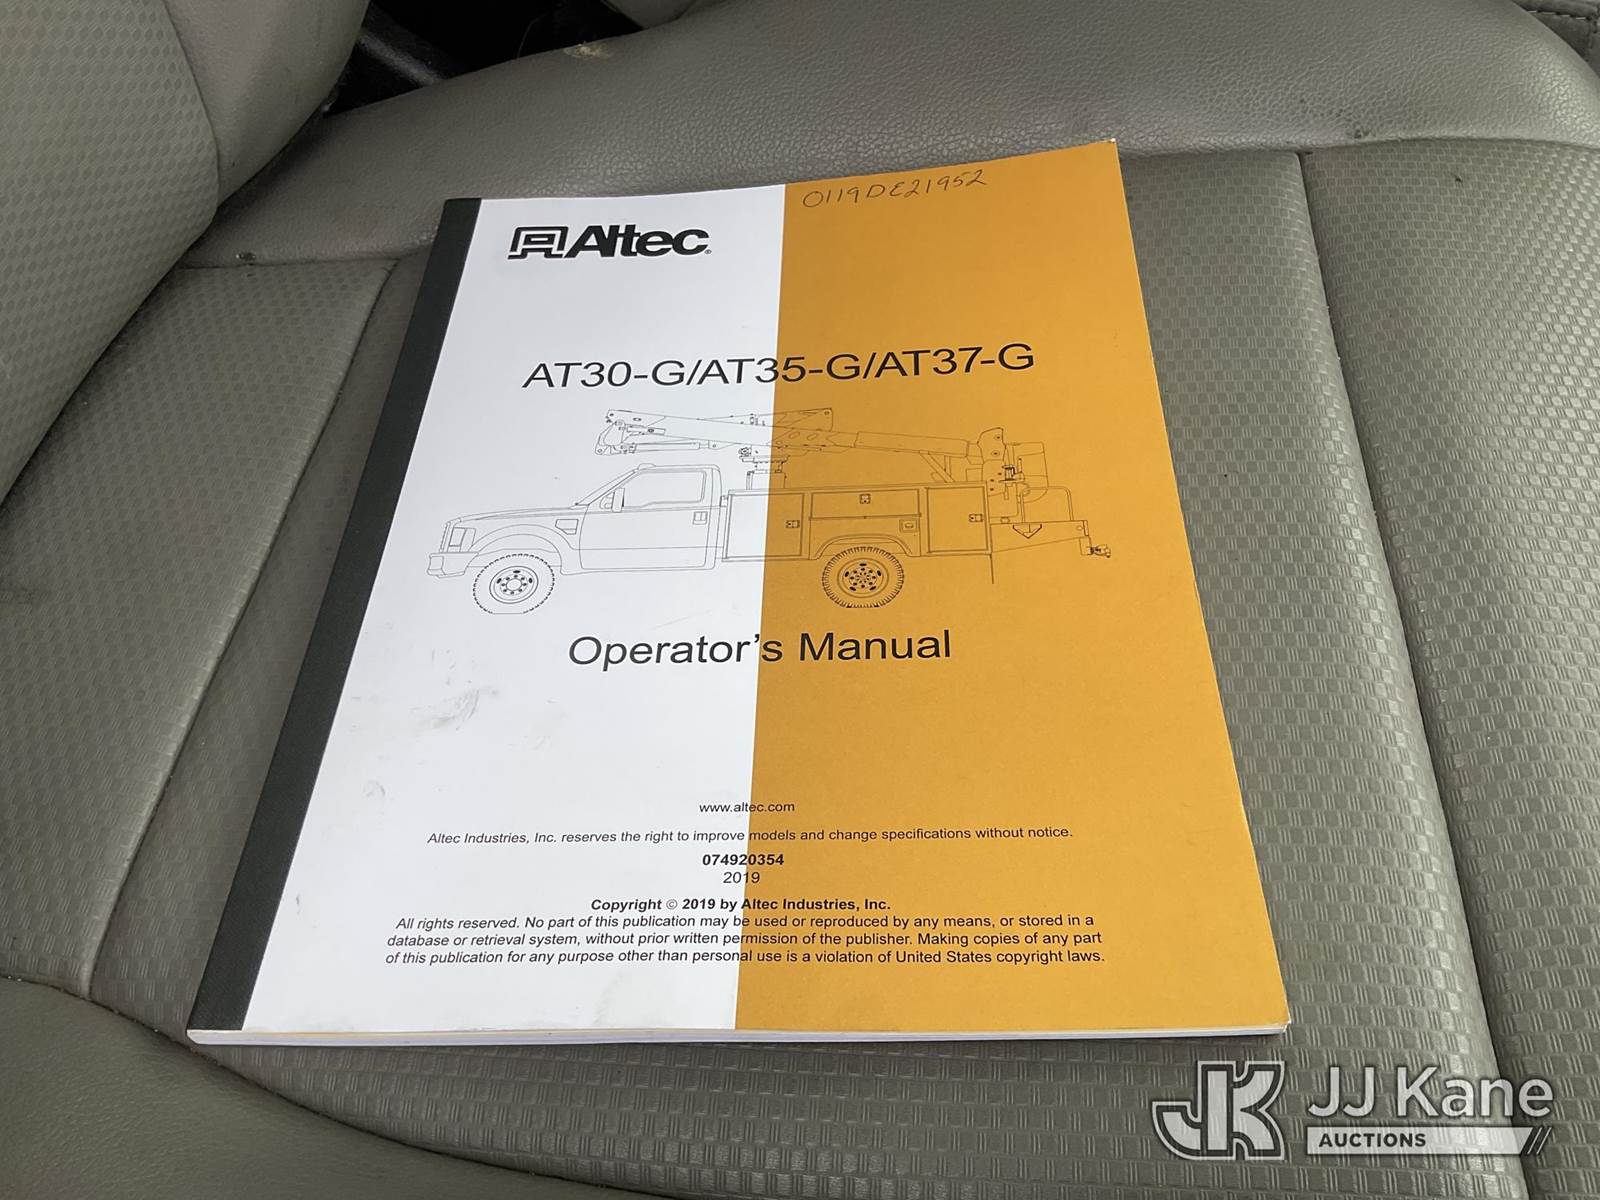 0119DE21952
Altec®
AT30-G/AT35-G/AT37-G
Operator's Manual
www.altec.com
Altec Industries, Inc. reserves the right to improve models and change specifications without notice.
074920354
2019
Copyright © 2019 by Altec Industries, Inc.
All rights reserved. No part of this publication may be used or reproduced by any means, or stored in a
database or retrieval system, without prior written permission of the publisher. Making copies of any part
of this publication for any purpose other than personal use is a violation of United States copyright laws.
JK JJ Kane
AUCTIONS